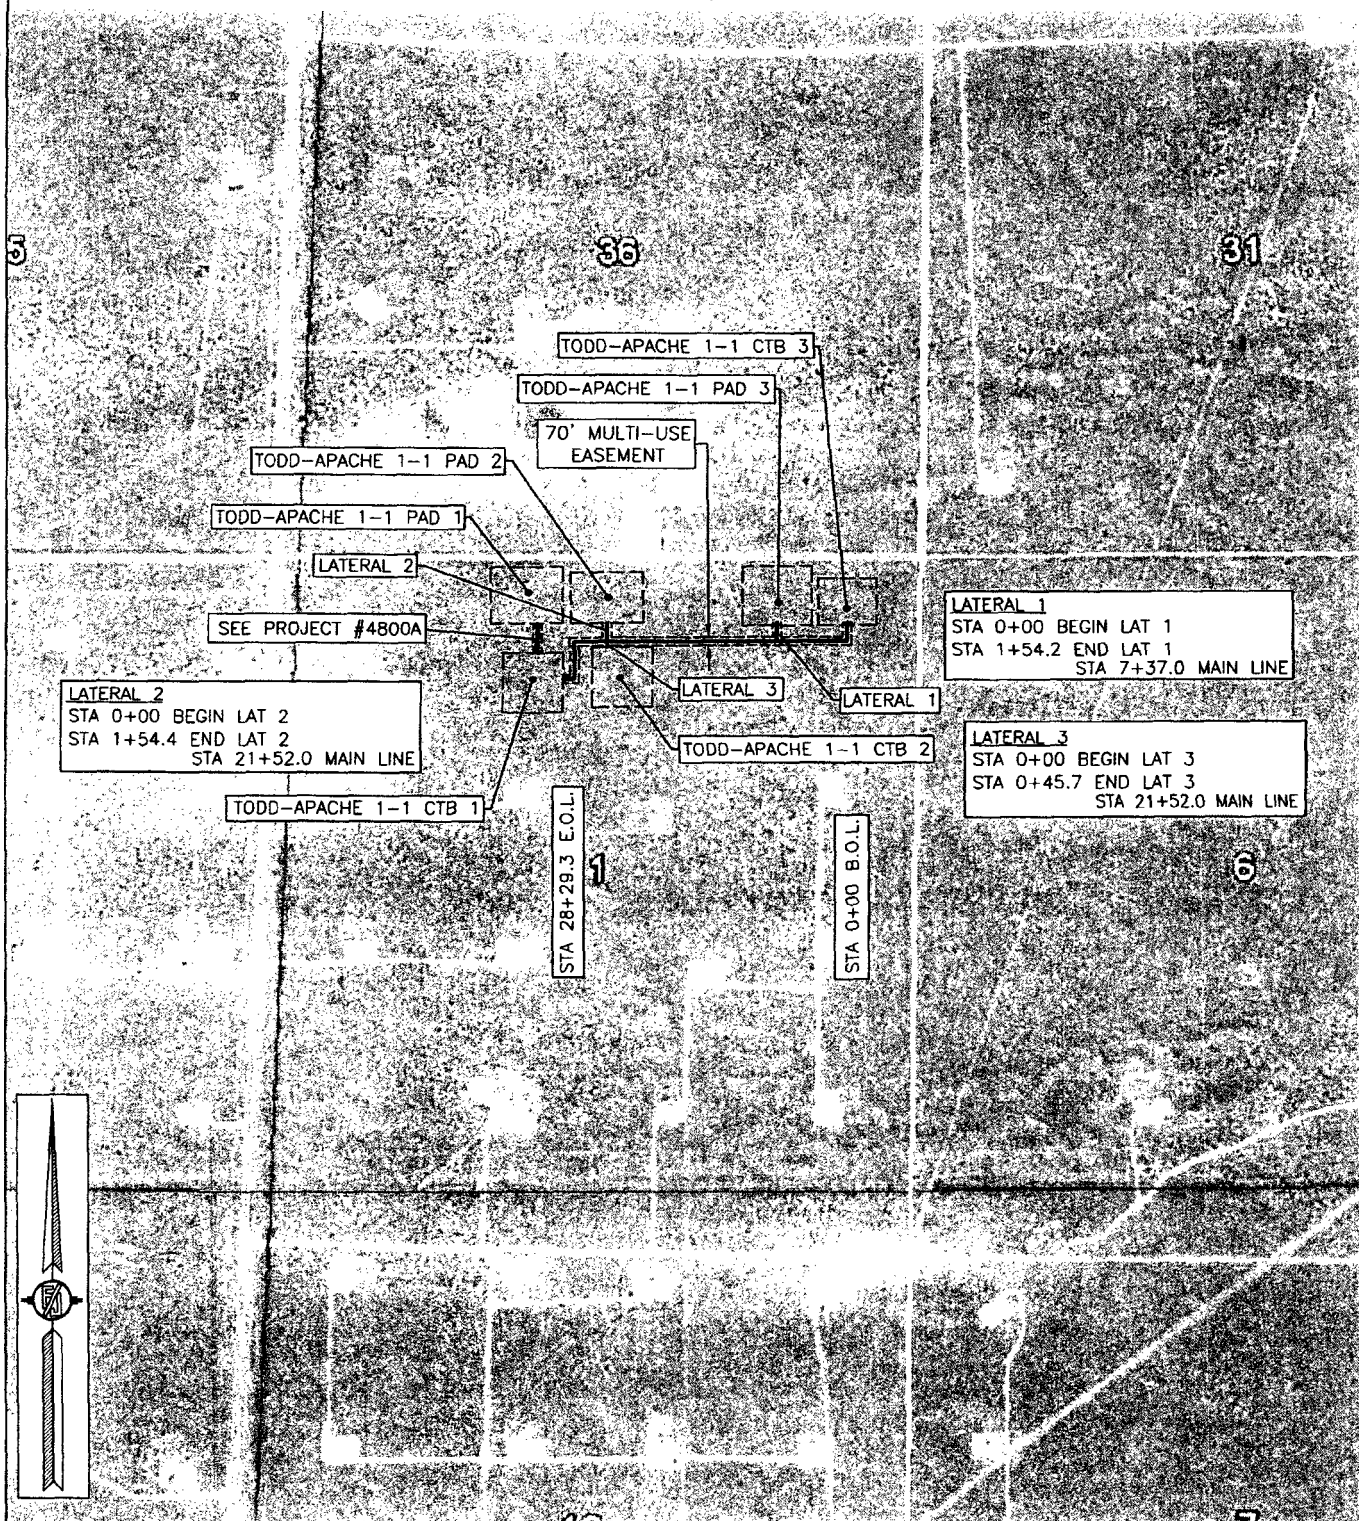 5
36
31
TODD-APACHE 1-1 CTB 3
TODD-APACHE 1-1 PAD 3
70' MULTI-USE
EASEMENT
TODD-APACHE 1-1 PAD 2
TODD-APACHE 1-1 PAD 1
LATERAL 2
SEE PROJECT #4800A
LATERAL 1
STA 0+00 BEGIN LAT 1
STA 1+54.2 END LAT 1
STA 7+37.0 MAIN LINE
LATERAL 2
STA 0+00 BEGIN LAT 2
STA 1+54.4 END LAT 2
STA 21+52.0 MAIN LINE
LATERAL 3
LATERAL 1
TODD-APACHE 1-1 CTB 2
LATERAL 3
STA 0+00 BEGIN LAT 3
STA 0+45.7 END LAT 3
STA 21+52.0 MAIN LINE
TODD-APACHE 1-1 CTB 1
STA 28+29.3 E.O.L.
1
STA 0+00 B.O.L.
6